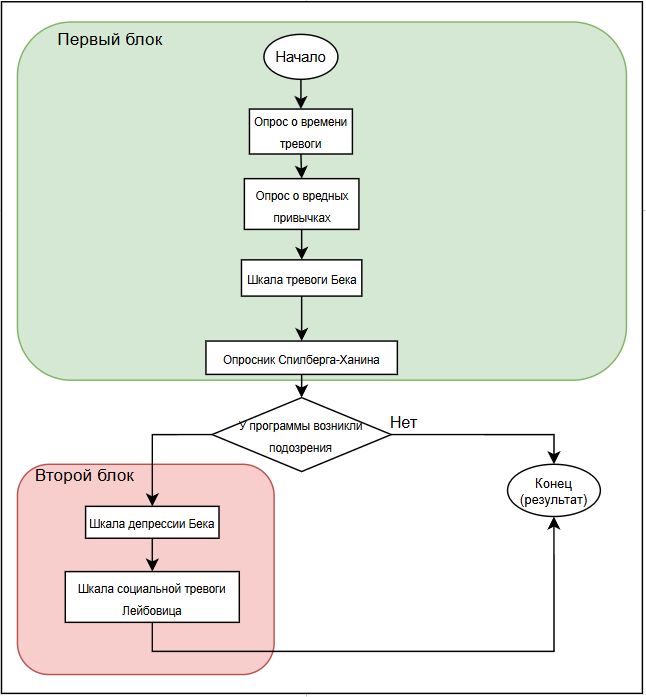 Первый блок
Начало
Опрос о времени
тревоги
Опрос о вредных
привычках
Шкала тревоги Бека
Опросник Спилберга-Ханина
У программы возникли
подозрения
Нет
Второй блок
Шкала депрессии Бека
Шкала социальной тревоги
Лейбовица
Конец
(результат)